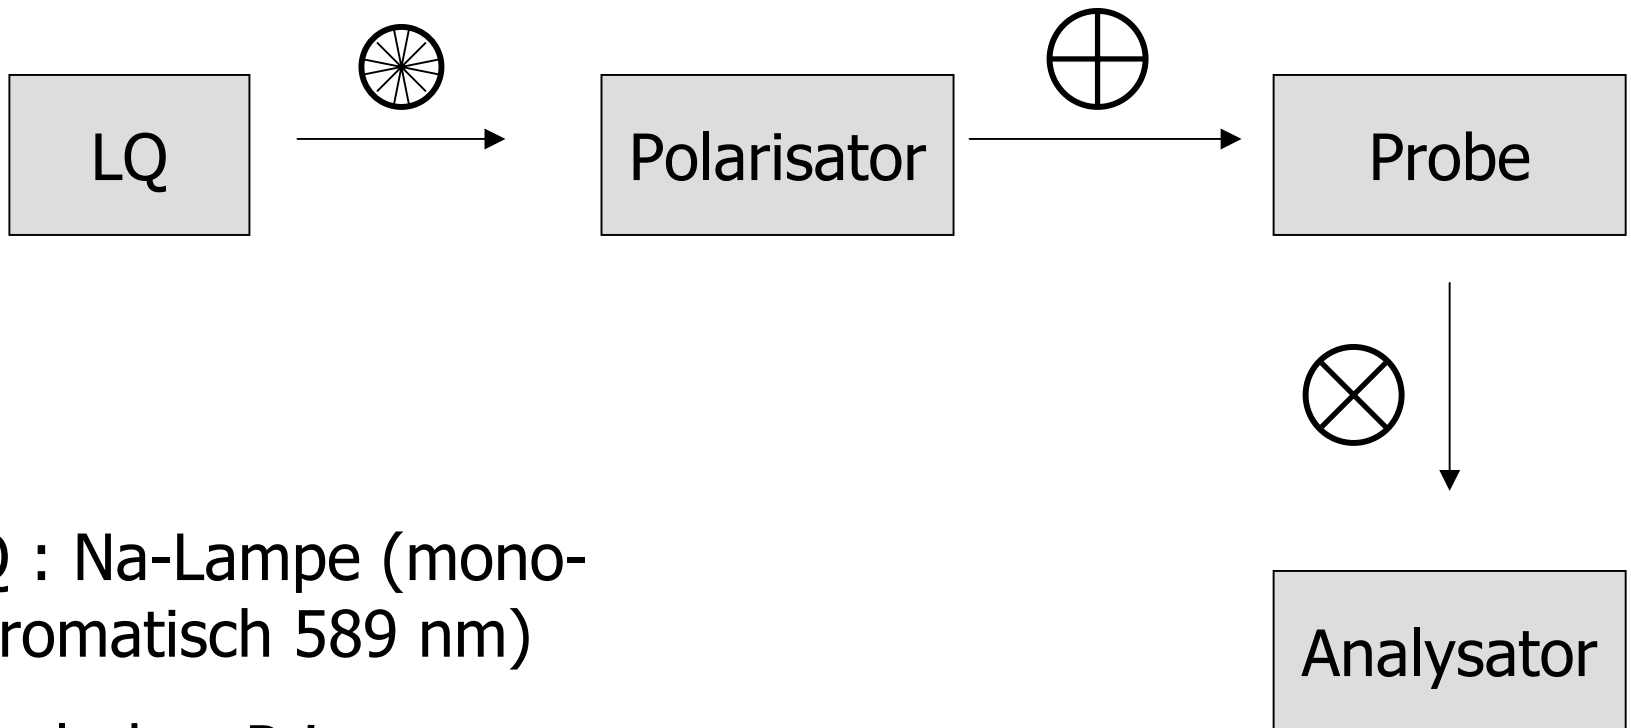 LQ
Polarisator
Probe
Q : Na-Lampe (mono-
romatisch 589 nm)
Analysator